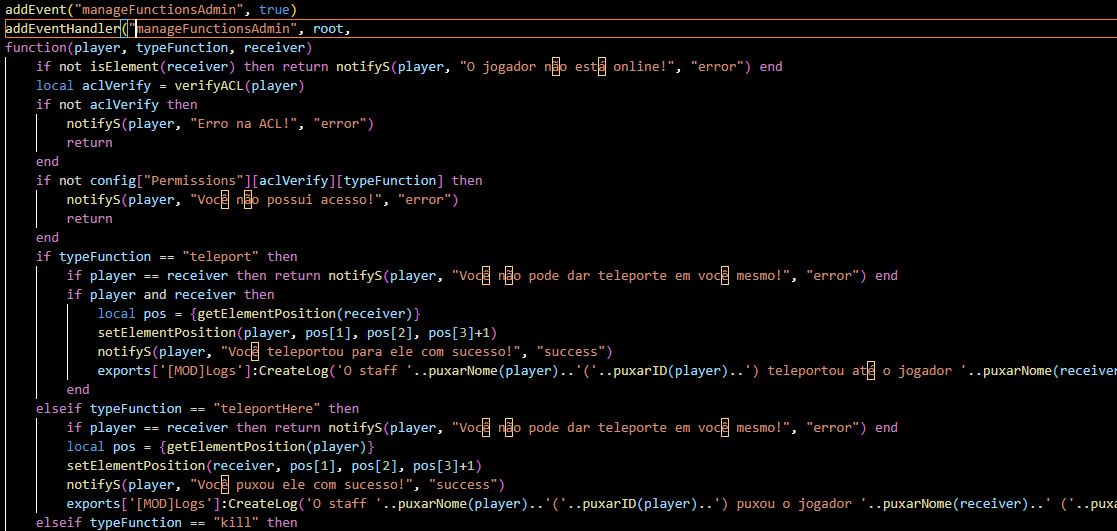 addEvent("manageFunctionsAdmin", true)
addEventHandler("manageFunctionsAdmin", root,
function(player, typeFunction, receiver)
    if not isElement(receiver) then return notifyS(player, "O jogador não está online!", "error") end
    local aclVerify = verifyACL(player)
    if not aclVerify then
        notifyS(player, "Erro na ACL!", "error")
        return
    end
    if not config["Permissions"][aclVerify][typeFunction] then
        notifyS(player, "Você não possui acesso!", "error")
        return
    end
    if typeFunction == "teleport" then
        if player == receiver then return notifyS(player, "Você não pode dar teleporte em você mesmo!", "error") end
        if player and receiver then
            local pos = {getElementPosition(receiver)}
            setElementPosition(player, pos[1], pos[2], pos[3]+1)
            notifyS(player, "Você teleportou para ele com sucesso!", "success")
            exports['[MOD]Logs']:CreateLog('O staff '..puxarNome(player)..'('..puxarID(player)..') teleportou até o jogador '..puxarNome(receiver
        end
    elseif typeFunction == "teleportHere" then
        if player == receiver then return notifyS(player, "Você não pode dar teleporte em você mesmo!", "error") end
        local pos = {getElementPosition(player)}
        setElementPosition(receiver, pos[1], pos[2], pos[3]+1)
        notifyS(player, "Você puxou ele com sucesso!", "success")
        exports['[MOD]Logs']:CreateLog('O staff '..puxarNome(player)..'('..puxarID(player)..') puxou o jogador '..puxarNome(receiver)..' ('..pux
    elseif typeFunction == "kill" then